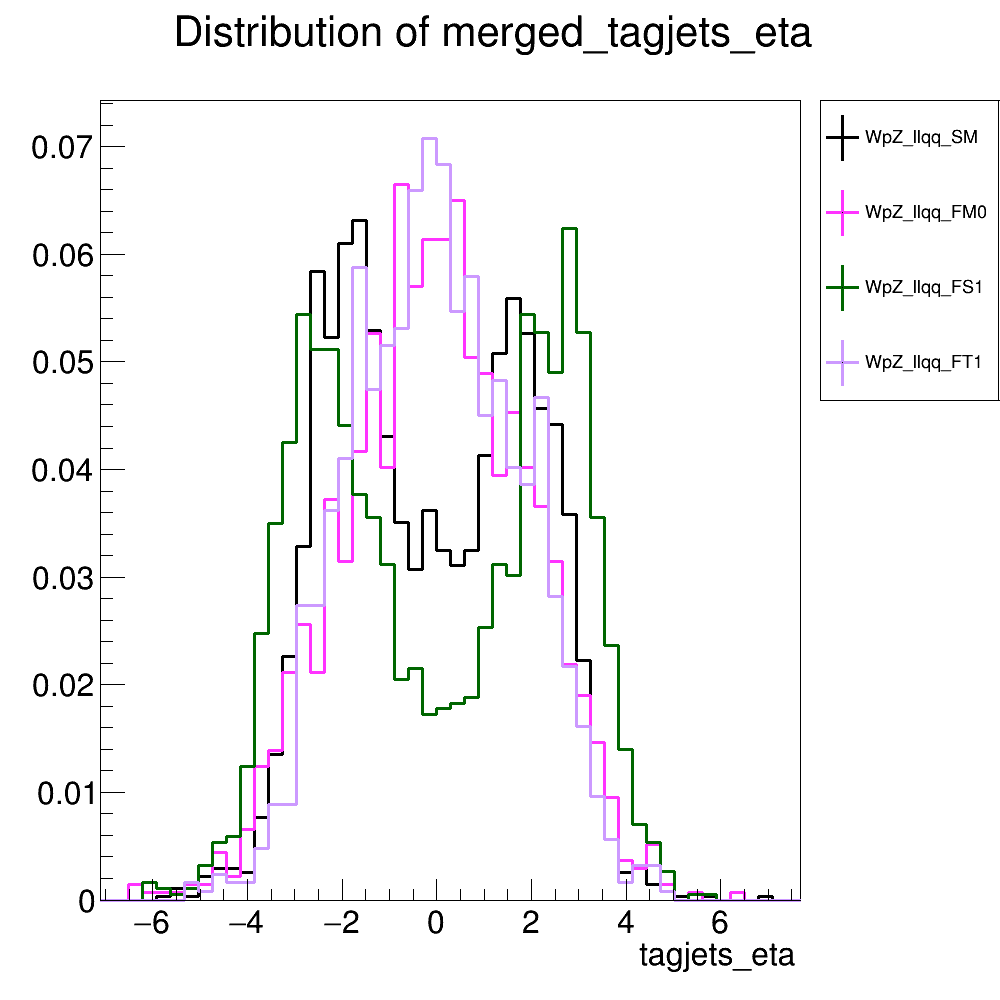 Distribution of merged_tagjets_eta
WpZ_llqq_SM
WpZ_llqq_FM0
WpZ_llqq_FS1
WpZ_llqq_FT1
0.07
0.06
0.05
0.04
0.03
0.02
0.01
0
−6 −4 −2 0 2 4 6
tagjets_eta